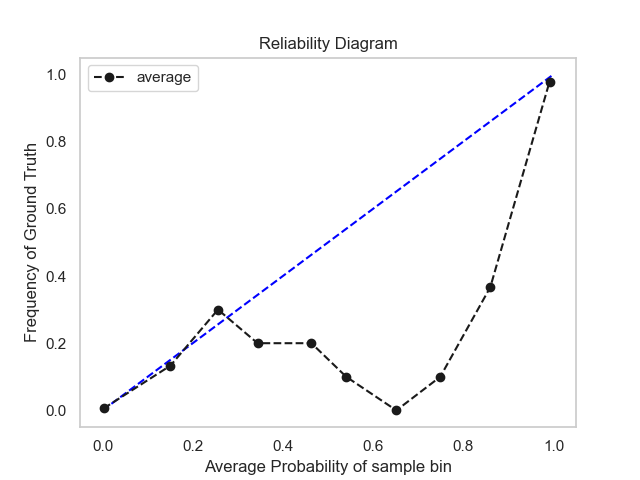 Reliability Diagram
average
Frequency of Ground Truth
1.0
0.8
0.6
0.4
0.2
0.0
0.0 0.2 0.4 0.6 0.8 1.0
Average Probability of sample bin